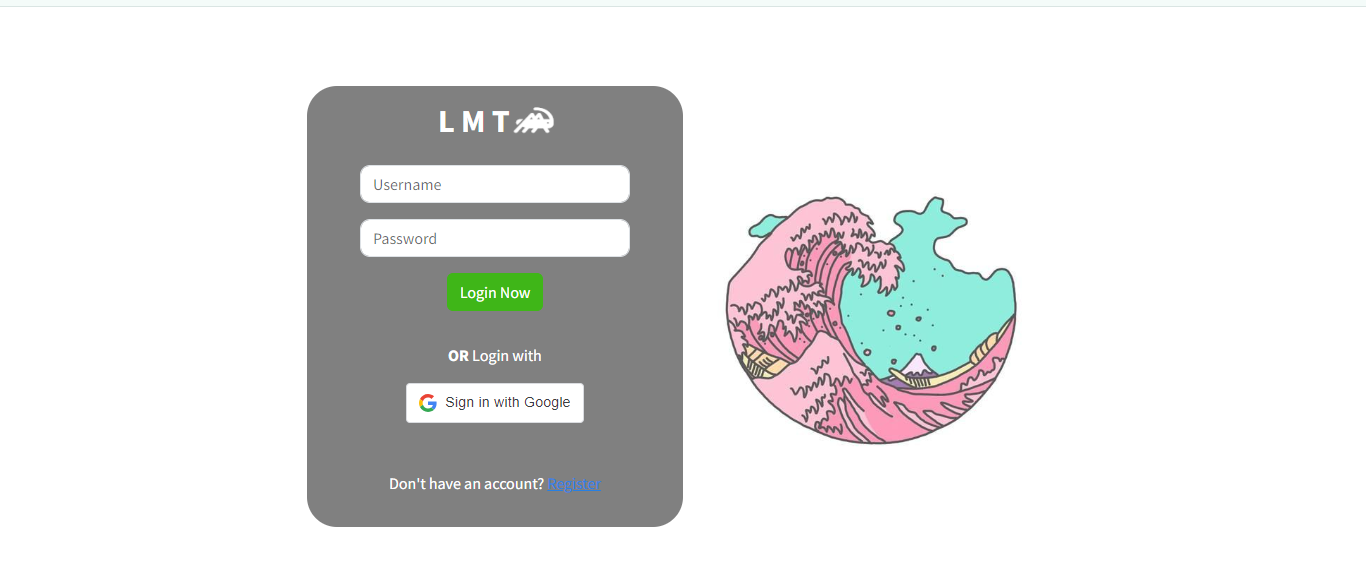 L M T
Username
Password
Login Now
OR Login with
Sign in with Google
Don't have an account? Register